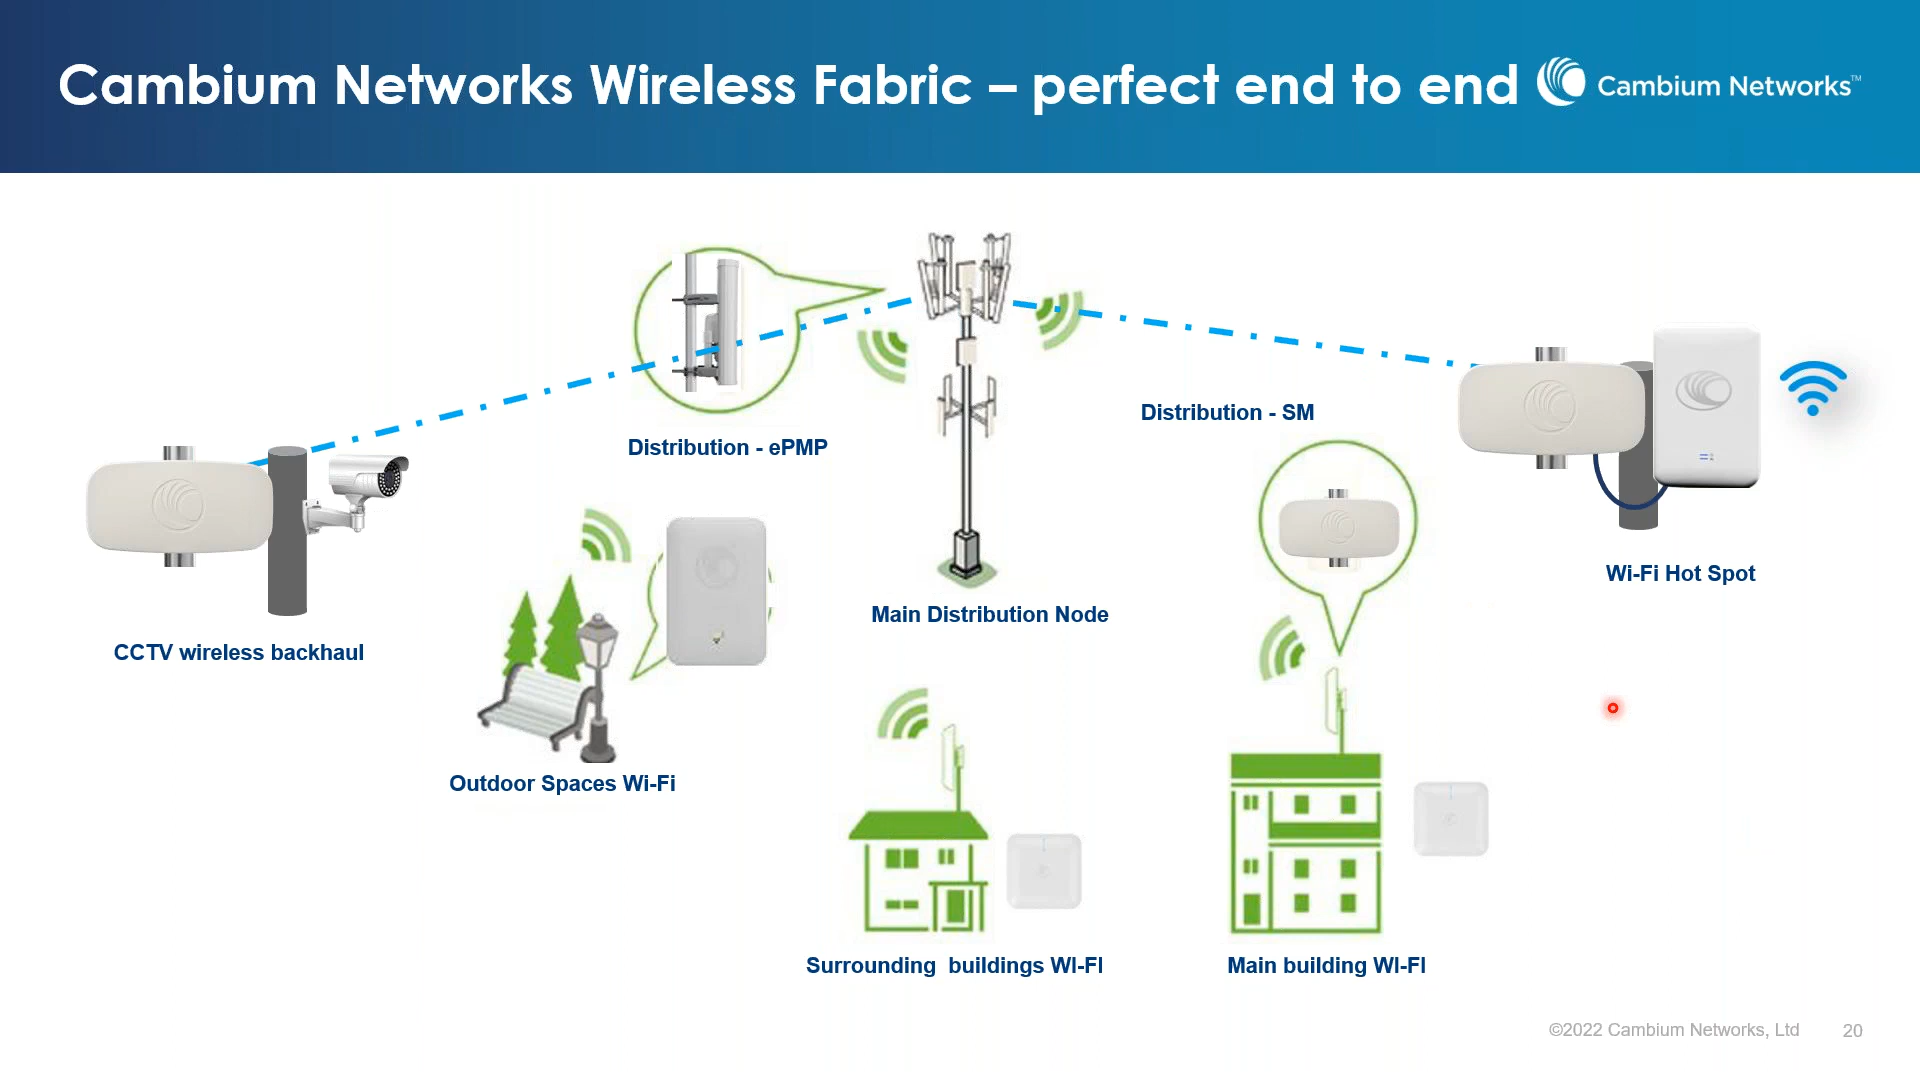 Cambium Networks Wireless Fabric – perfect end to end
Cambium Networks™
Distribution - ePMP
Distribution - SM
Wi-Fi Hot Spot
Main Distribution Node
CCTV wireless backhaul
Outdoor Spaces Wi-Fi
Surrounding  buildings WI-FI
Main building WI-FI
©2022 Cambium Networks, Ltd
20